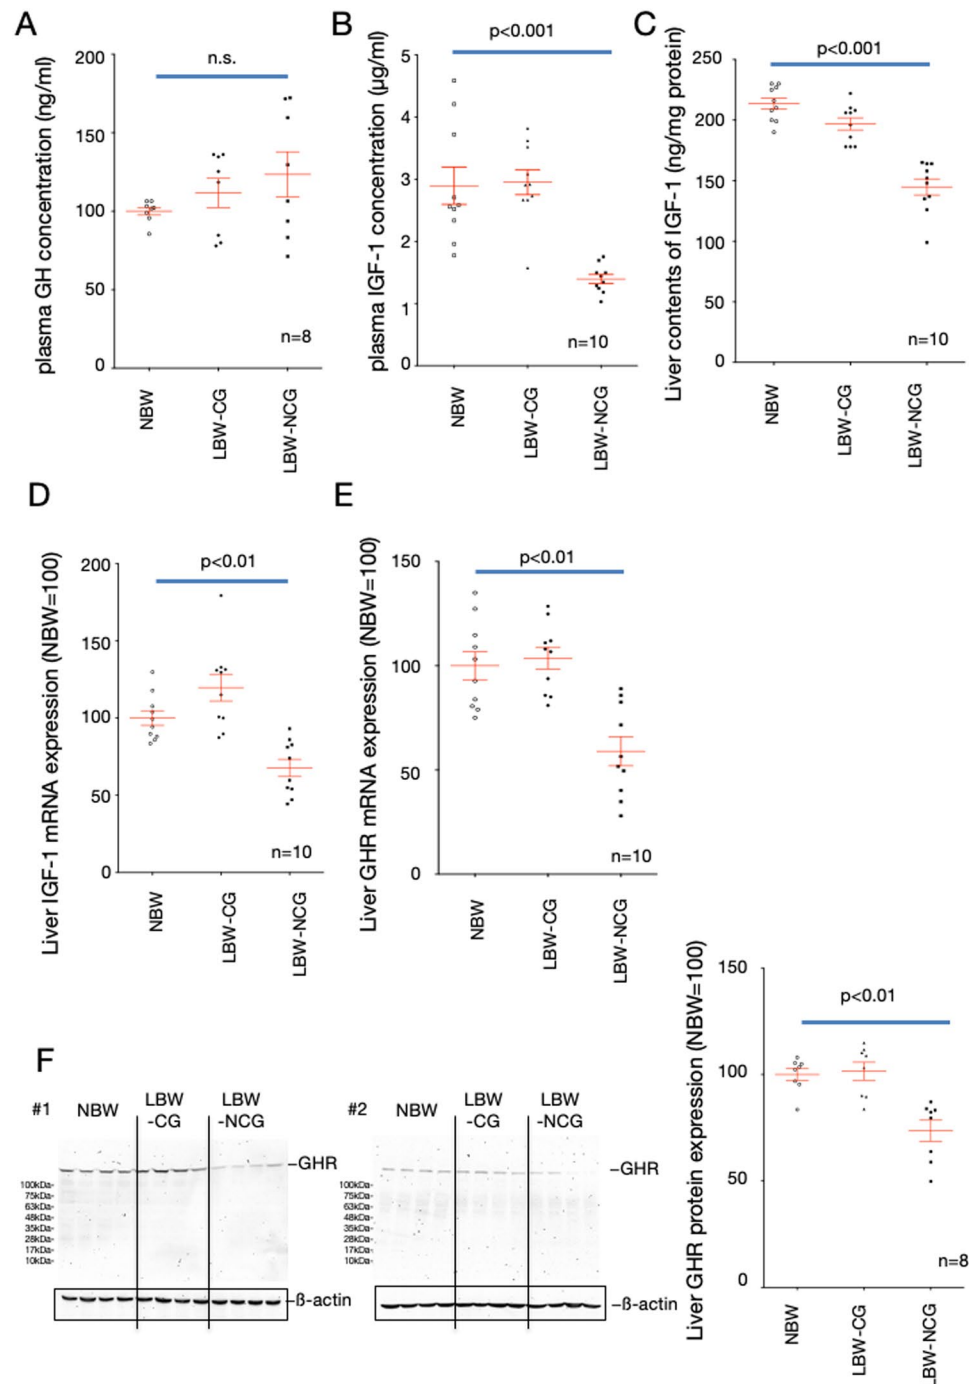 A
plasma GH concentration (ng/ml)
200
150
100
50
0
n.s.
n=8
NBW
LBW-CG
LBW-NCG
B
plasma IGF-1 concentration (µg/ml)
5
4
3
2
1
0
p<0.001
n=10
NBW
LBW-CG
LBW-NCG
C
Liver contents of IGF-1 (ng/mg protein)
250
200
150
100
50
0
p<0.001
n=10
NBW
LBW-CG
LBW-NCG
D
Liver IGF-1 mRNA expression (NBW=100)
200
150
100
50
0
p<0.01
n=10
NBW
LBW-CG
LBW-NCG
E
Liver GHR mRNA expression (NBW=100)
150
100
50
0
p<0.01
n=10
NBW
LBW-CG
LBW-NCG
F
#1
NBW
LBW
-CG
LBW
-NCG
-GHR
100kDa-
75kDa-
63kDa-
48kDa-
35kDa-
28kDa-
17kDa-
10kDa-
-ß-actin
#2
NBW
LBW
-CG
LBW
-NCG
-GHR
100kDa-
75kDa-
63kDa-
48kDa-
35kDa-
28kDa-
17kDa-
10kDa-
-ß-actin
Liver GHR protein expression (NBW=100)
150
100
50
0
p<0.01
n=8
NBW
LBW-CG
LBW-NCG